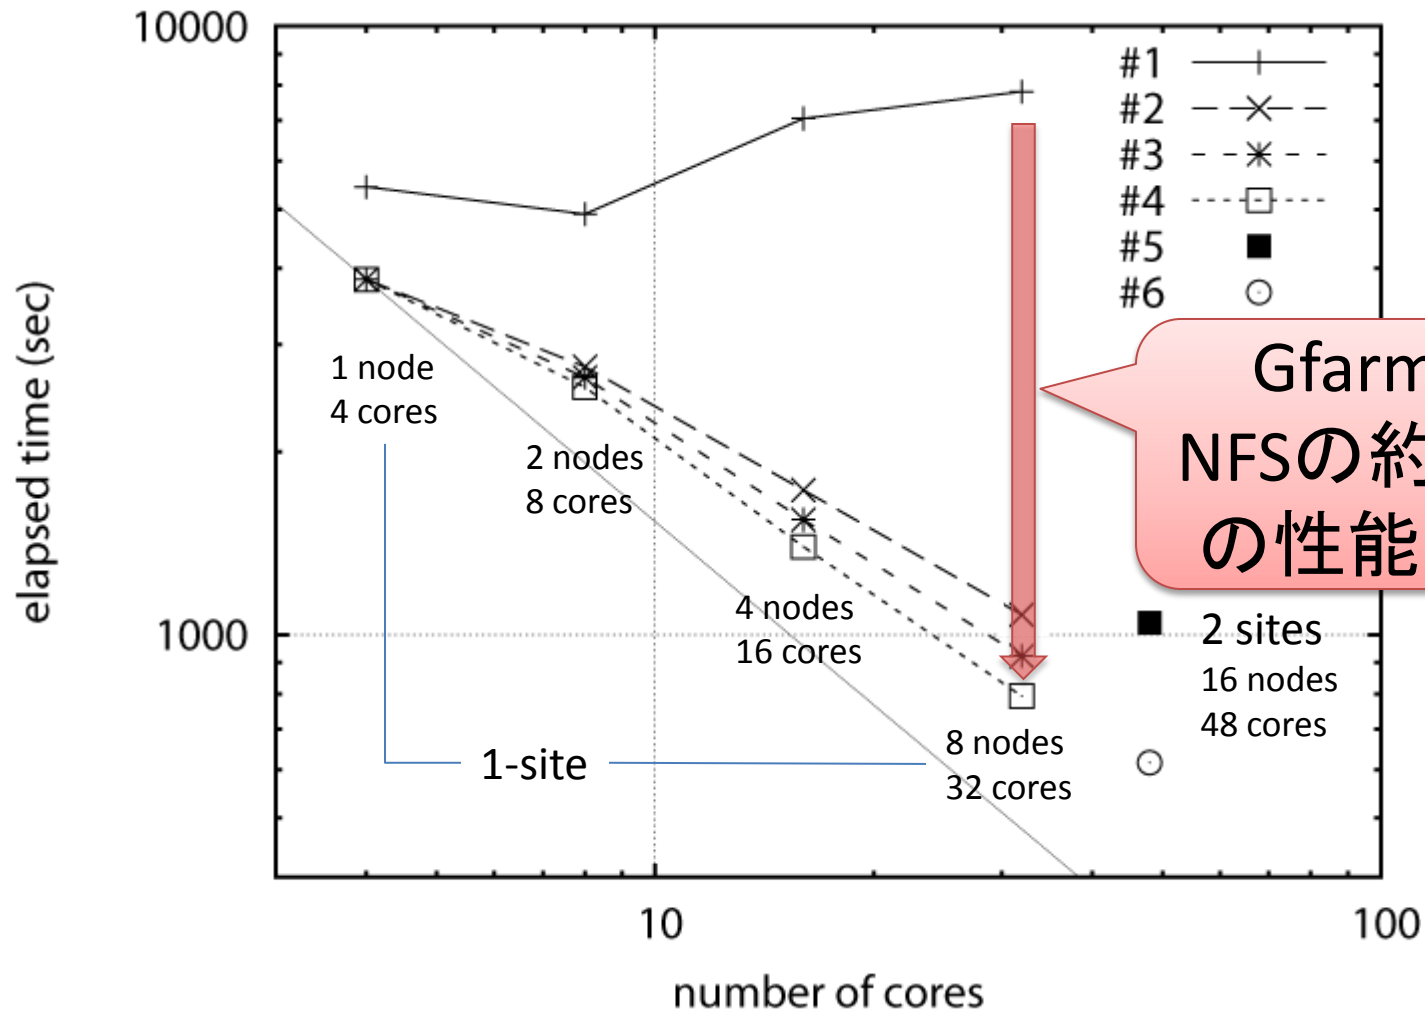 10000
#1
#2
#3
#4
#5
#6
Gfarm
NFSの約
の性能
elapsed time (sec)
1 node
4 cores
2 nodes
8 cores
4 nodes
16 cores
1000
2 sites
16 nodes
48 cores
8 nodes
32 cores
1-site
10
100
number of cores